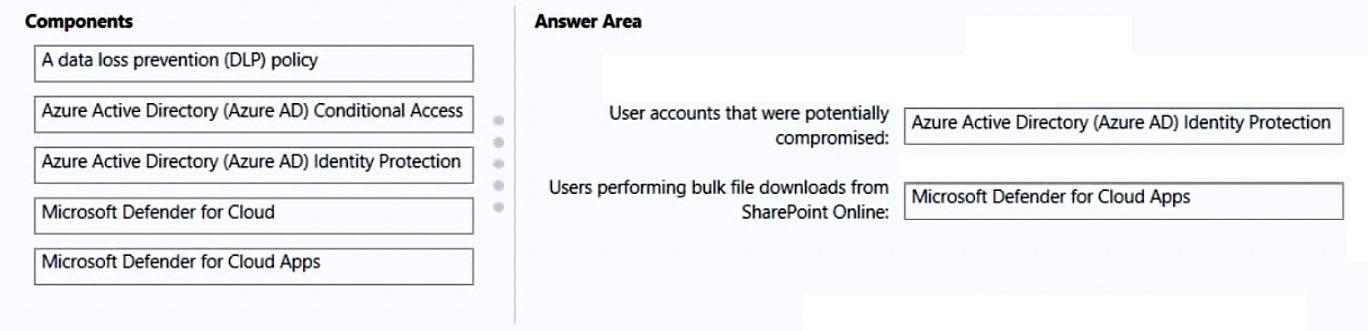 Components
A data loss prevention (DLP) policy
Azure Active Directory (Azure AD) Conditional Access
Azure Active Directory (Azure AD) Identity Protection
Microsoft Defender for Cloud
Microsoft Defender for Cloud Apps
Answer Area
User accounts that were potentially
compromised:
Azure Active Directory (Azure AD) Identity Protection
Users performing bulk file downloads from
SharePoint Online:
Microsoft Defender for Cloud Apps